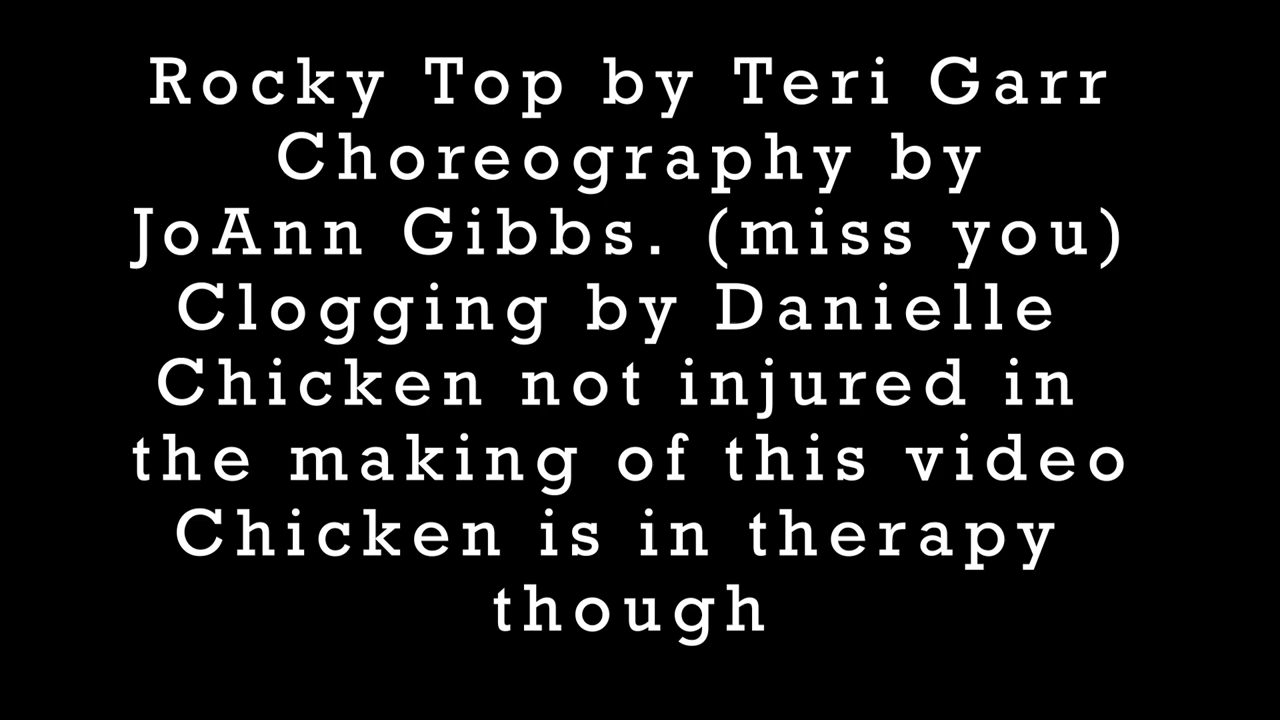 Rocky Top by Teri Garr
Choreography by
JoAnn Gibbs. (miss you)
Clogging by Danielle
Chicken not injured in
the making of this video
Chicken is in therapy
though